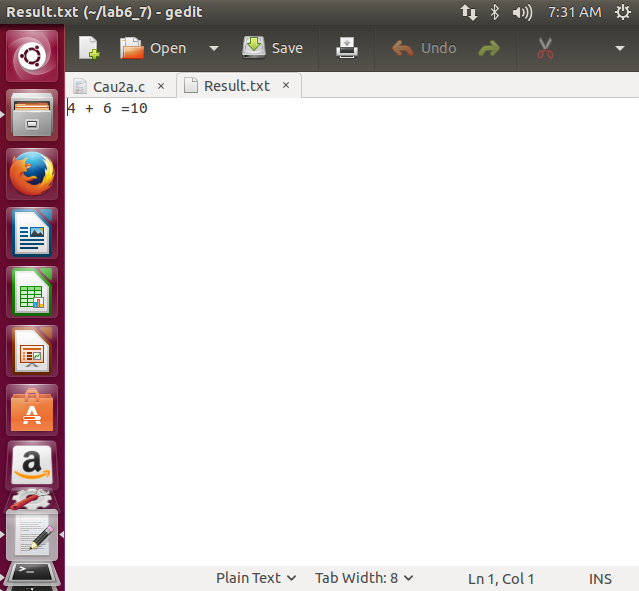 Result.txt (~/lab6_7) - gedit
7:31 AM
Open
Save
Undo
Cau2a.c ×
Result.txt ×
4 + 6 =10
Plain Text
Tab Width: 8
Ln 1, Col 1
INS